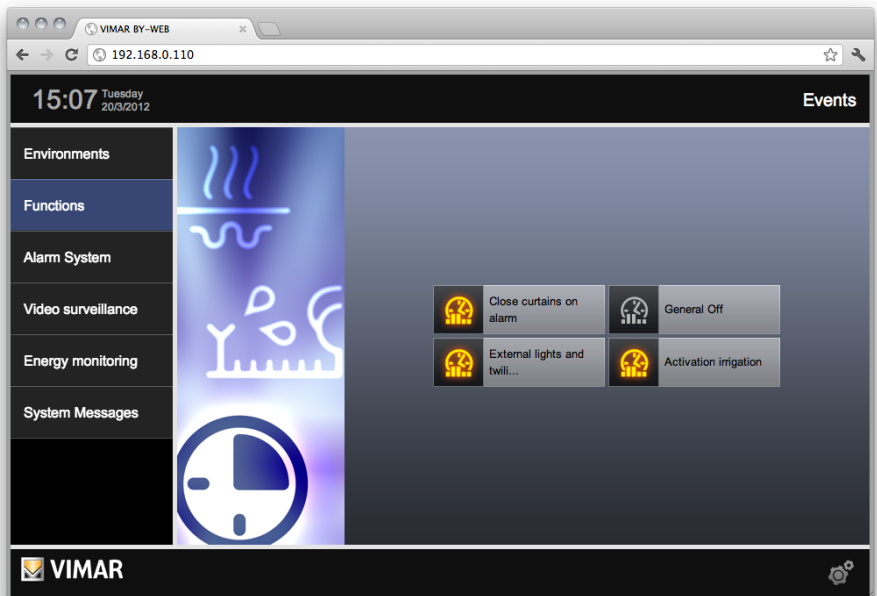 VIMAR BY-WEB
192.168.0.110
15:07
Tuesday
20/3/2012
Events
Environments
Functions
Alarm System
Video surveillance
Energy monitoring
System Messages
Close curtains on
alarm
General Off
External lights and
twili...
Activation irrigation
VIMAR